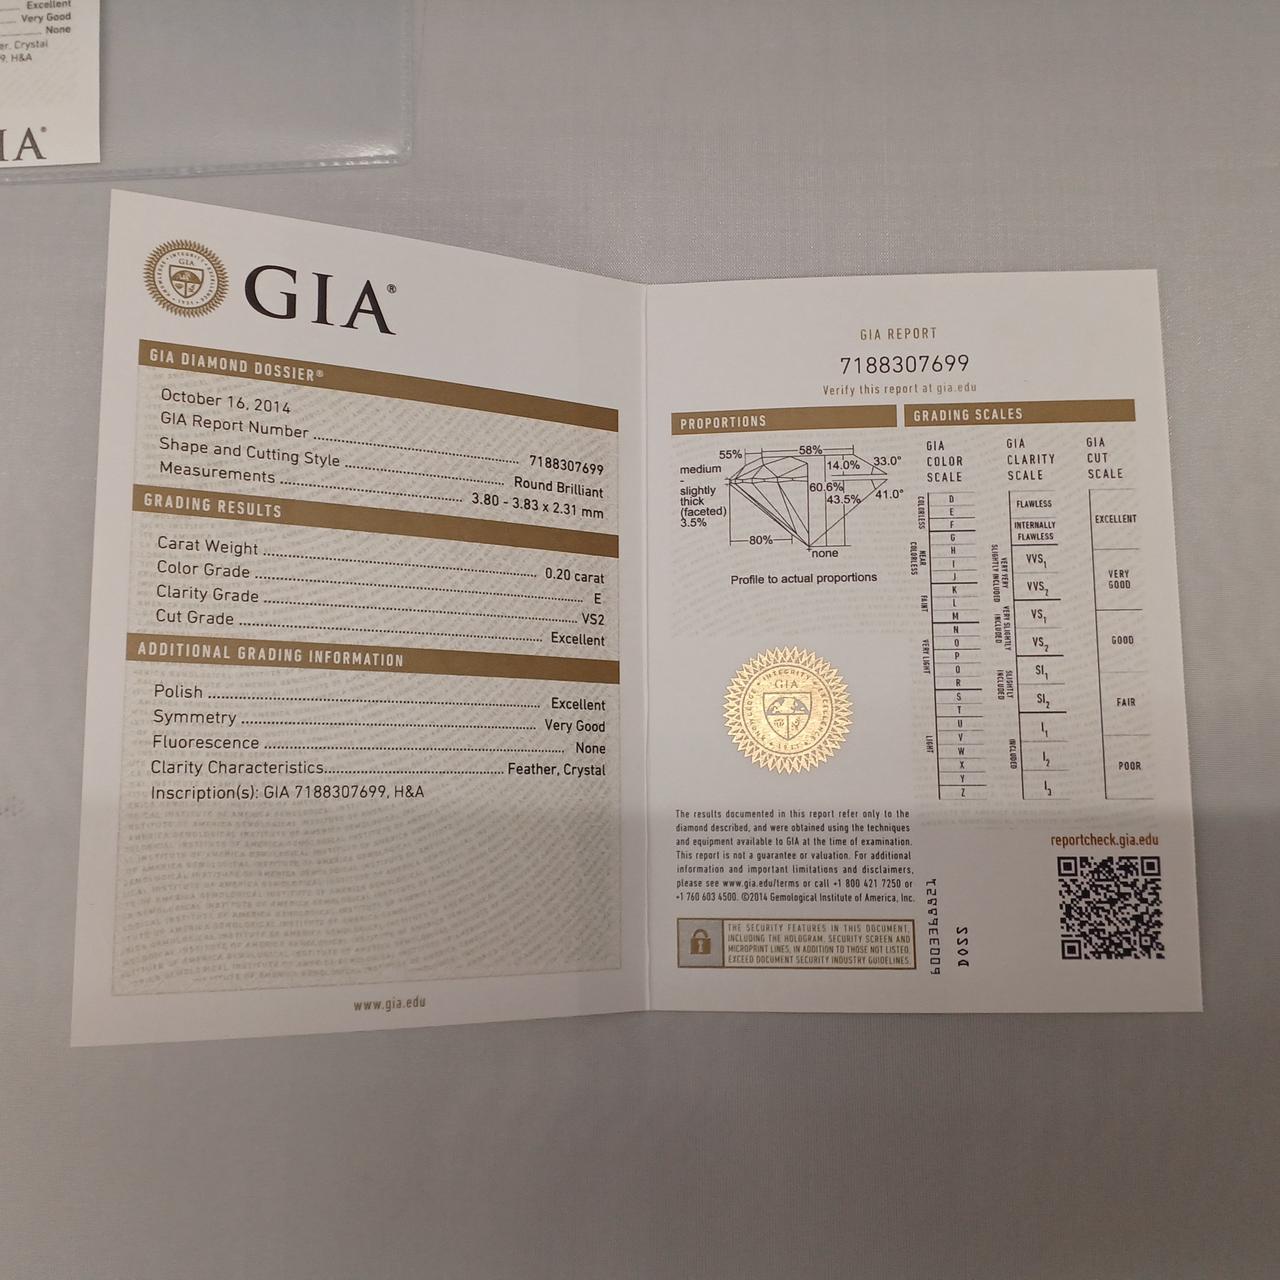 Excellent
Very Good
None
er, Crystal
9, H&A
IA®
GIA®
GIA DIAMOND DOSSIER®
October 16, 2014
GIA Report Number 7188307699
Shape and Cutting Style Round Brilliant
Measurements 3.80 - 3.83 x 2.31 mm
GRADING RESULTS
Carat Weight 0.20 carat
Color Grade E
Clarity Grade VS2
Cut Grade Excellent
ADDITIONAL GRADING INFORMATION
Polish Excellent
Symmetry Very Good
Fluorescence None
Clarity Characteristics Feather, Crystal
Inscription(s): GIA 7188307699, H&A
www.gia.edu
GIA REPORT
7188307699
Verify this report at gia.edu
PROPORTIONS
55%
58%
medium
-
slightly
thick
(faceted)
3.5%
14.0%
33.0°
60.6%
43.5%
41.0°
80%
none
Profile to actual proportions
GIA
The results documented in this report refer only to the
diamond described, and were obtained using the techniques
and equipment available to GIA at the time of examination.
This report is not a guarantee or valuation. For additional
information and important limitations and disclaimers,
please see www.gia.edu/terms or call +1 800 421 7250 or
+1 760 603 4500. ©2014 Gemological Institute of America, Inc.
THE SECURITY FEATURES IN THIS DOCUMENT,
INCLUDING THE HOLOGRAM, SECURITY SCREEN AND
MICROPRINT LINES, IN ADDITION TO THOSE NOT LISTED,
EXCEED DOCUMENT SECURITY INDUSTRY GUIDELINES.
GRADING SCALES
GIA
COLOR
SCALE
COLORLESS
D
E
F
NEAR
COLORLESS
G
H
I
J
FAINT
K
L
M
VERY LIGHT
N
O
P
Q
R
LIGHT
S
T
U
V
W
X
Y
Z
GIA
CLARITY
SCALE
FLAWLESS
INTERNALLY
FLAWLESS
VERY VERY
SLIGHTLY INCLUDED
VVS1
VVS2
VERY SLIGHTLY
INCLUDED
VS1
VS2
SLIGHTLY
INCLUDED
SI1
SI2
INCLUDED
I1
I2
I3
GIA
CUT
SCALE
EXCELLENT
VERY
GOOD
GOOD
FAIR
POOR
reportcheck.gia.edu
DOSS